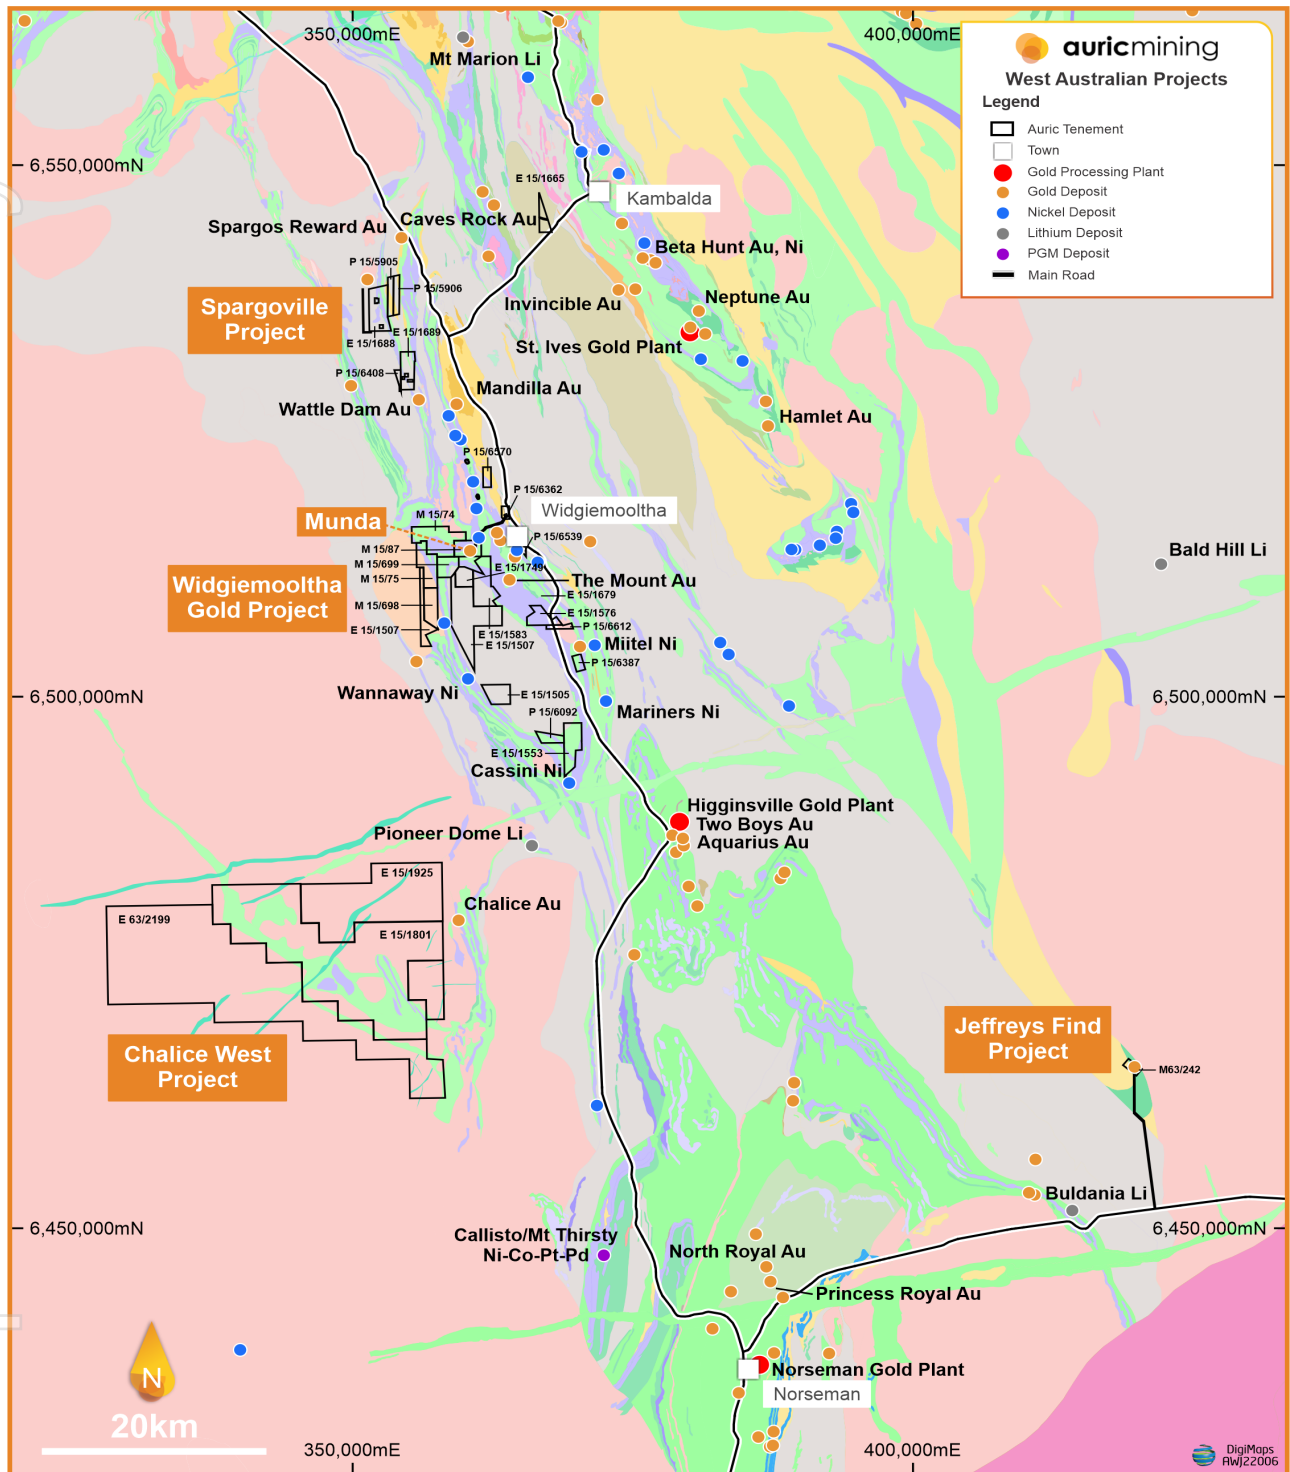 350,000mE
400,000mE
auricmining
West Australian Projects
Legend
Auric Tenement
Town
Gold Processing Plant
Gold Deposit
Nickel Deposit
Lithium Deposit
PGM Deposit
Main Road
Mt Marion Li
6,550,000mN
E 15/1665
Kambalda
Spargos Reward Au
Caves Rock Au
Beta Hunt Au, Ni
P 15/5905
P 15/5906
Spargoville
Project
Invincible Au
Neptune Au
E 15/1688
E 15/1689
St. Ives Gold Plant
P 15/6408
Mandilla Au
Wattle Dam Au
Hamlet Au
P 15/6570
P 15/6362
Widgiemooltha
Munda
M 15/74
P 15/6539
M 15/87
M 15/699
M 15/75
E 15/1749
Bald Hill Li
Widgiemooltha
Gold Project
The Mount Au
E 15/1679
M 15/698
E 15/1576
E 15/1507
P 15/6612
E 15/1583
E 15/1507
Miitel Ni
P 15/6387
Wannaway Ni
E 15/1505
6,500,000mN
6,500,000mN
P 15/6092
Mariners Ni
E 15/1553
Cassini Ni
Higginsville Gold Plant
Two Boys Au
Aquarius Au
Pioneer Dome Li
E 15/1925
Chalice Au
E 63/2199
E 15/1801
Chalice West
Project
Jeffreys Find
Project
M63/242
Buldania Li
6,450,000mN
6,450,000mN
Callisto/Mt Thirsty
Ni-Co-Pt-Pd
North Royal Au
Princess Royal Au
Norseman Gold Plant
Norseman
N
20km
350,000mE
400,000mE
DigiMaps
AWJ22006